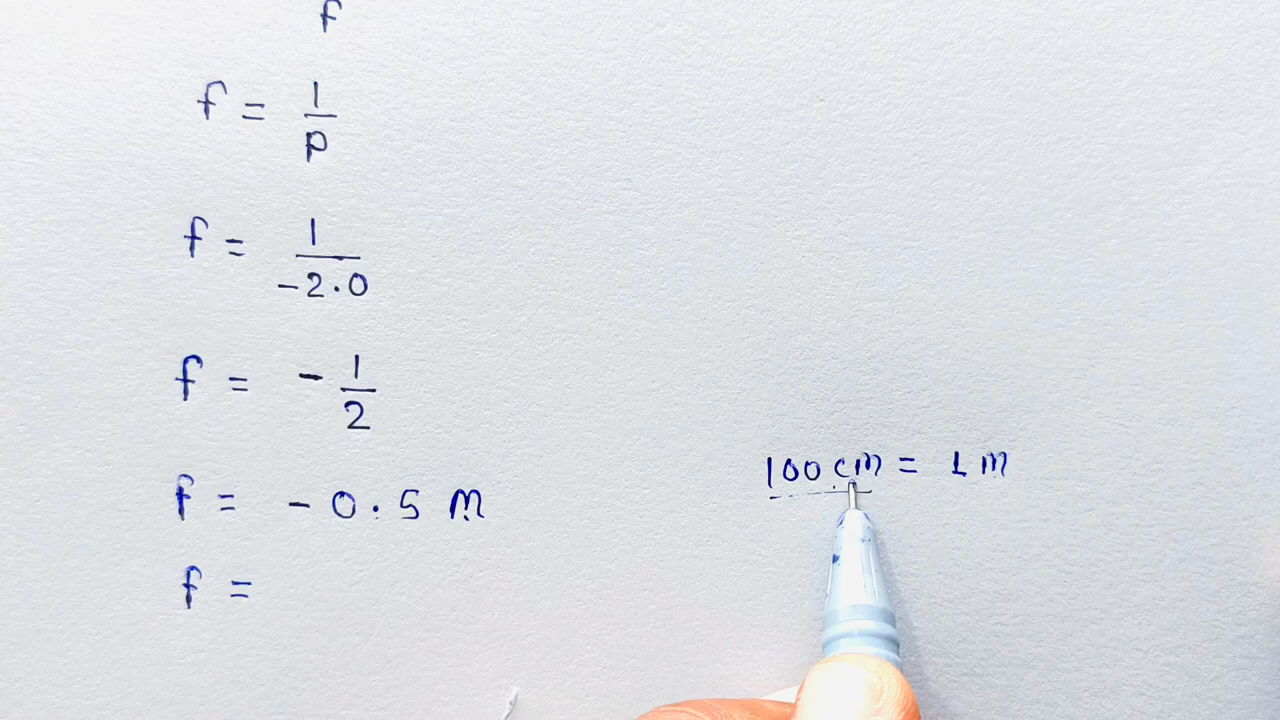 f
f = 1/p
f = 1/-2.0
f = - 1/2
f = - 0.5 m
100 cm = 1 m
f =